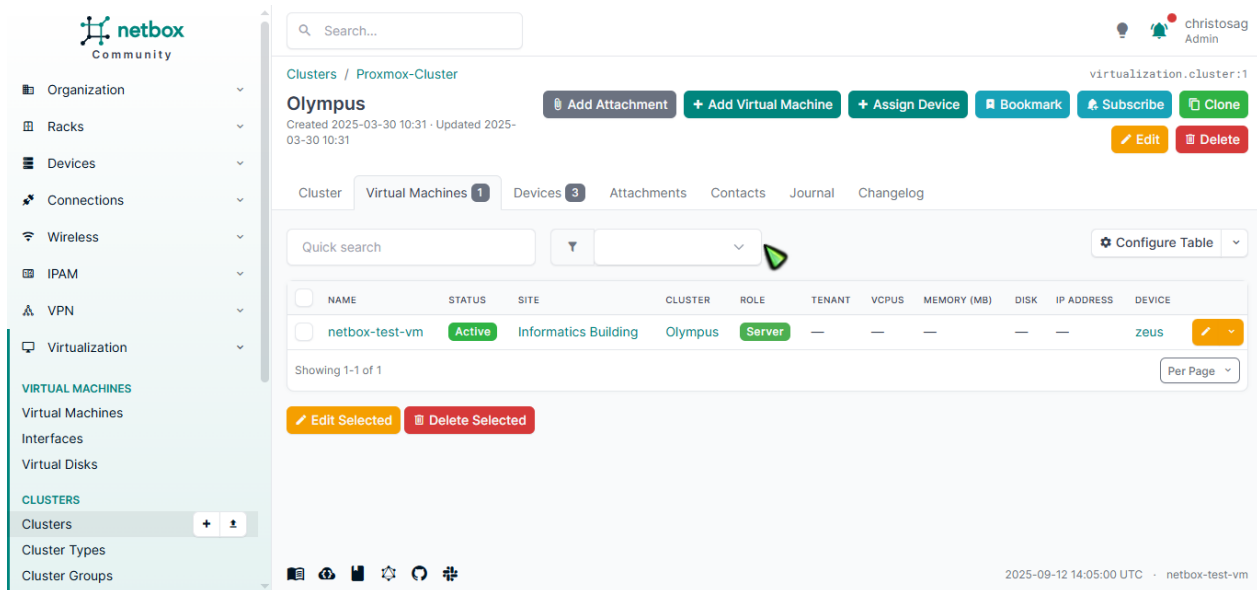 netbox
Community
Organization
Racks
Devices
Connections
Wireless
IPAM
VPN
Virtualization
VIRTUAL MACHINES
Virtual Machines
Interfaces
Virtual Disks
CLUSTERS
Clusters
Cluster Types
Cluster Groups
Search...
christosag
Admin
Clusters / Proxmox-Cluster
virtualization.cluster:1
Olympus
Created 2025-03-30 10:31 · Updated 2025-
03-30 10:31
Add Attachment + Add Virtual Machine + Assign Device Bookmark Subscribe Clone
Edit Delete
Cluster Virtual Machines 1 Devices 3 Attachments Contacts Journal Changelog
Quick search
Configure Table
NAME STATUS SITE CLUSTER ROLE TENANT VCPUS MEMORY (MB) DISK IP ADDRESS DEVICE
netbox-test-vm Active Informatics Building Olympus Server — — — — — zeus
Showing 1-1 of 1
Per Page
Edit Selected Delete Selected
2025-09-12 14:05:00 UTC · netbox-test-vm